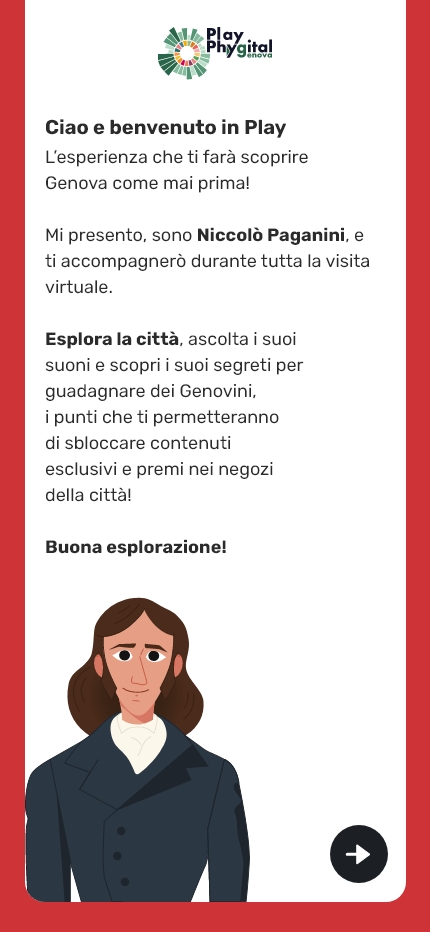 Play
Phygital
enova
Ciao e benvenuto in Play
L’esperienza che ti farà scoprire
Genova come mai prima!
Mi presento, sono Niccolò Paganini, e
ti accompagnerò durante tutta la visita
virtuale.
Esplora la città, ascolta i suoi
suoni e scopri i suoi segreti per
guadagnare dei Genovini,
i punti che ti permetteranno
di sbloccare contenuti
esclusivi e premi nei negozi
della città!
Buona esplorazione!